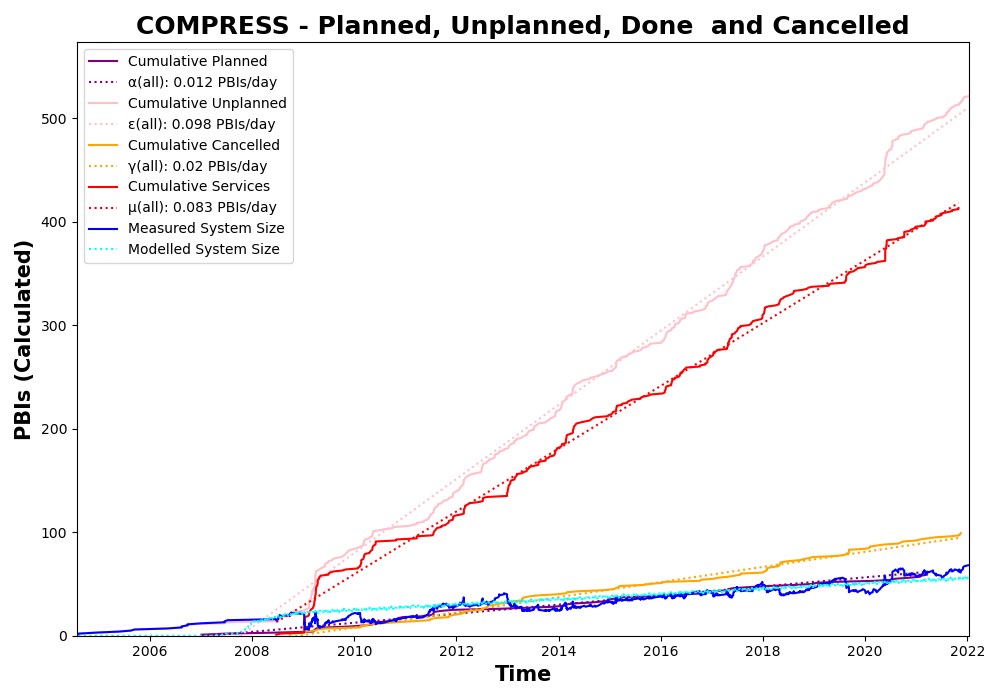 COMPRESS - Planned, Unplanned, Done  and Cancelled
Cumulative Planned
α(all): 0.012 PBIs/day
Cumulative Unplanned
ε(all): 0.098 PBIs/day
Cumulative Cancelled
γ(all): 0.02 PBIs/day
Cumulative Services
μ(all): 0.083 PBIs/day
Measured System Size
Modelled System Size
PBIs (Calculated)
500
400
300
200
100
0
2006 2008 2010 2012 2014 2016 2018 2020 2022
Time